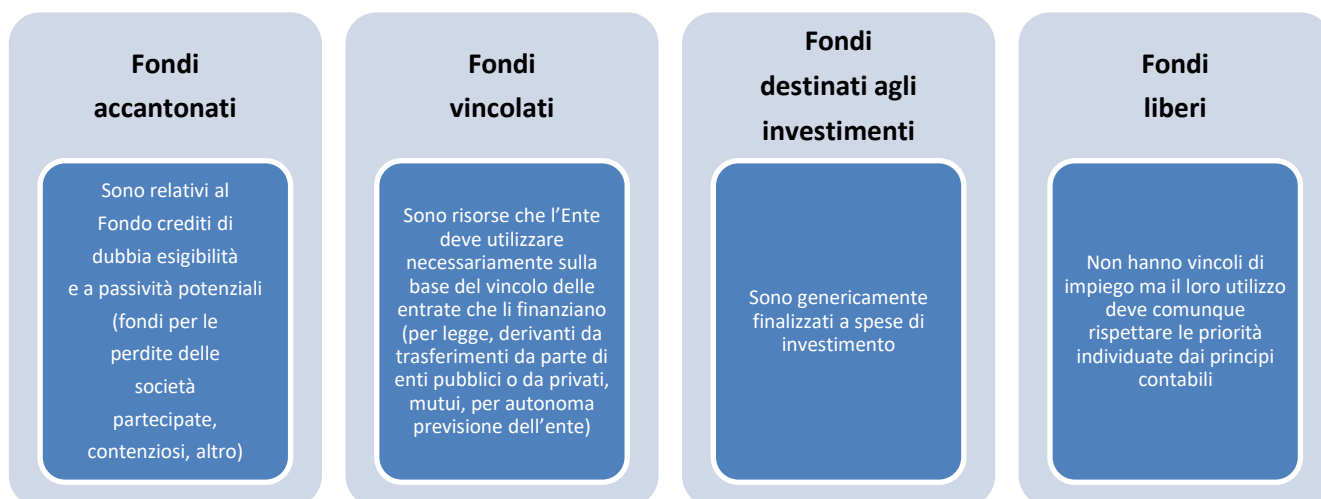 Fondi
accantonati
Sono relativi al
Fondo crediti di
dubbia esigibilità
e a passività potenziali
(fondi per le
perdite delle
società
partecipate,
contenziosi, altro)
Fondi
vincolati
Sono risorse che l’Ente
deve utilizzare
necessariamente sulla
base del vincolo delle
entrate che li finanziano
(per legge, derivanti da
trasferimenti da parte di
enti pubblici o da privati,
mutui, per autonoma
previsione dell’ente)
Fondi
destinati agli
investimenti
Sono genericamente
finalizzati a spese di
investimento
Fondi
liberi
Non hanno vincoli di
impiego ma il loro utilizzo
deve comunque
rispettare le priorità
individuate dai principi
contabili